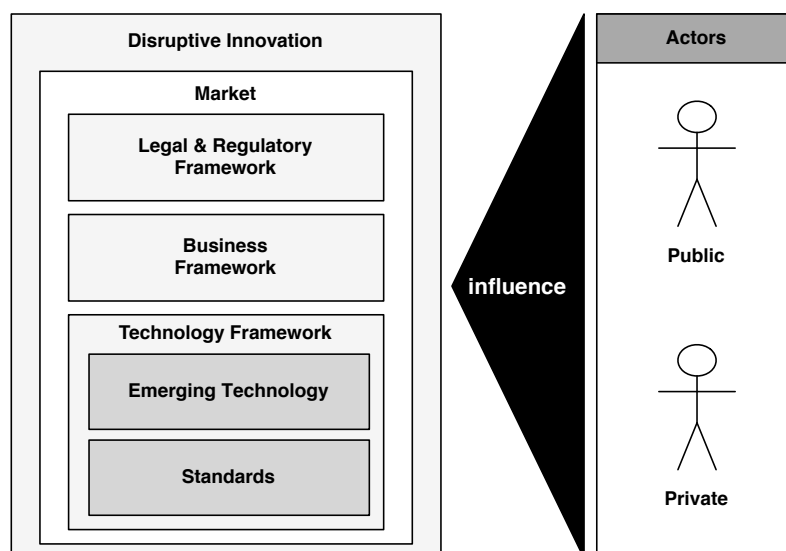 Disruptive Innovation
Market
Legal & Regulatory
Framework
Business
Framework
Technology Framework
Emerging Technology
Standards
influence
Actors
Public
Private